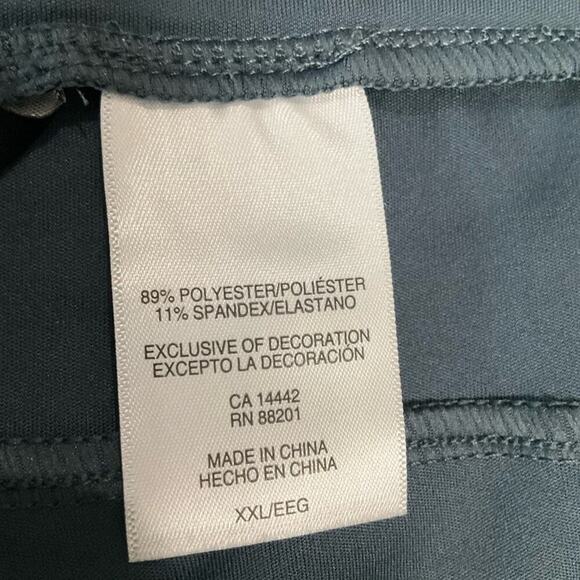 89% POLYESTER/POLIÉSTER
11% SPANDEX/ELASTANO
EXCLUSIVE OF DECORATION
EXCEPTO LA DECORACIÓN
CA 14442
RN 88201
MADE IN CHINA
HECHO EN CHINA
XXL/EEG